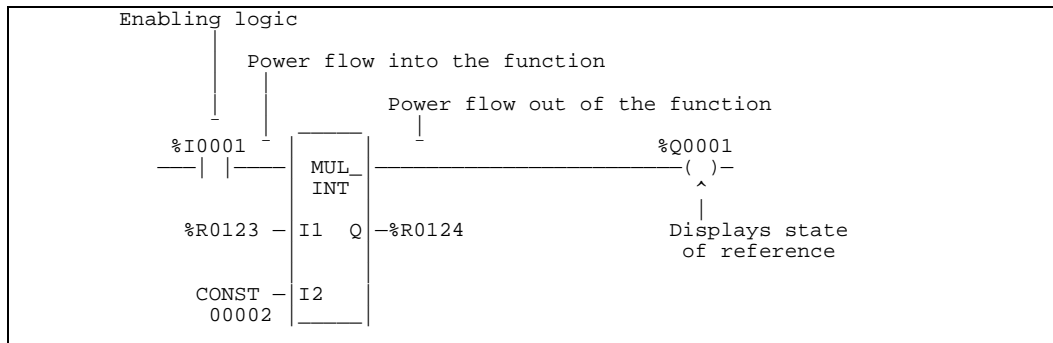 Enabling logic
Power flow into the function
Power flow out of the function
%I0001 %Q0001
MUL_ ( )
INT
%R0123 I1 Q %R0124 Displays state
of reference
CONST I2
00002